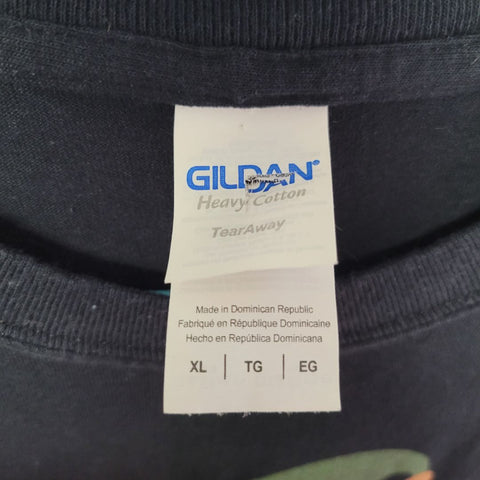 GILDAN®
Heavy Cotton
TearAway
Made in Dominican Republic
Fabriqué en République Dominicaine
Hecho en República Dominicana
XL | TG | EG